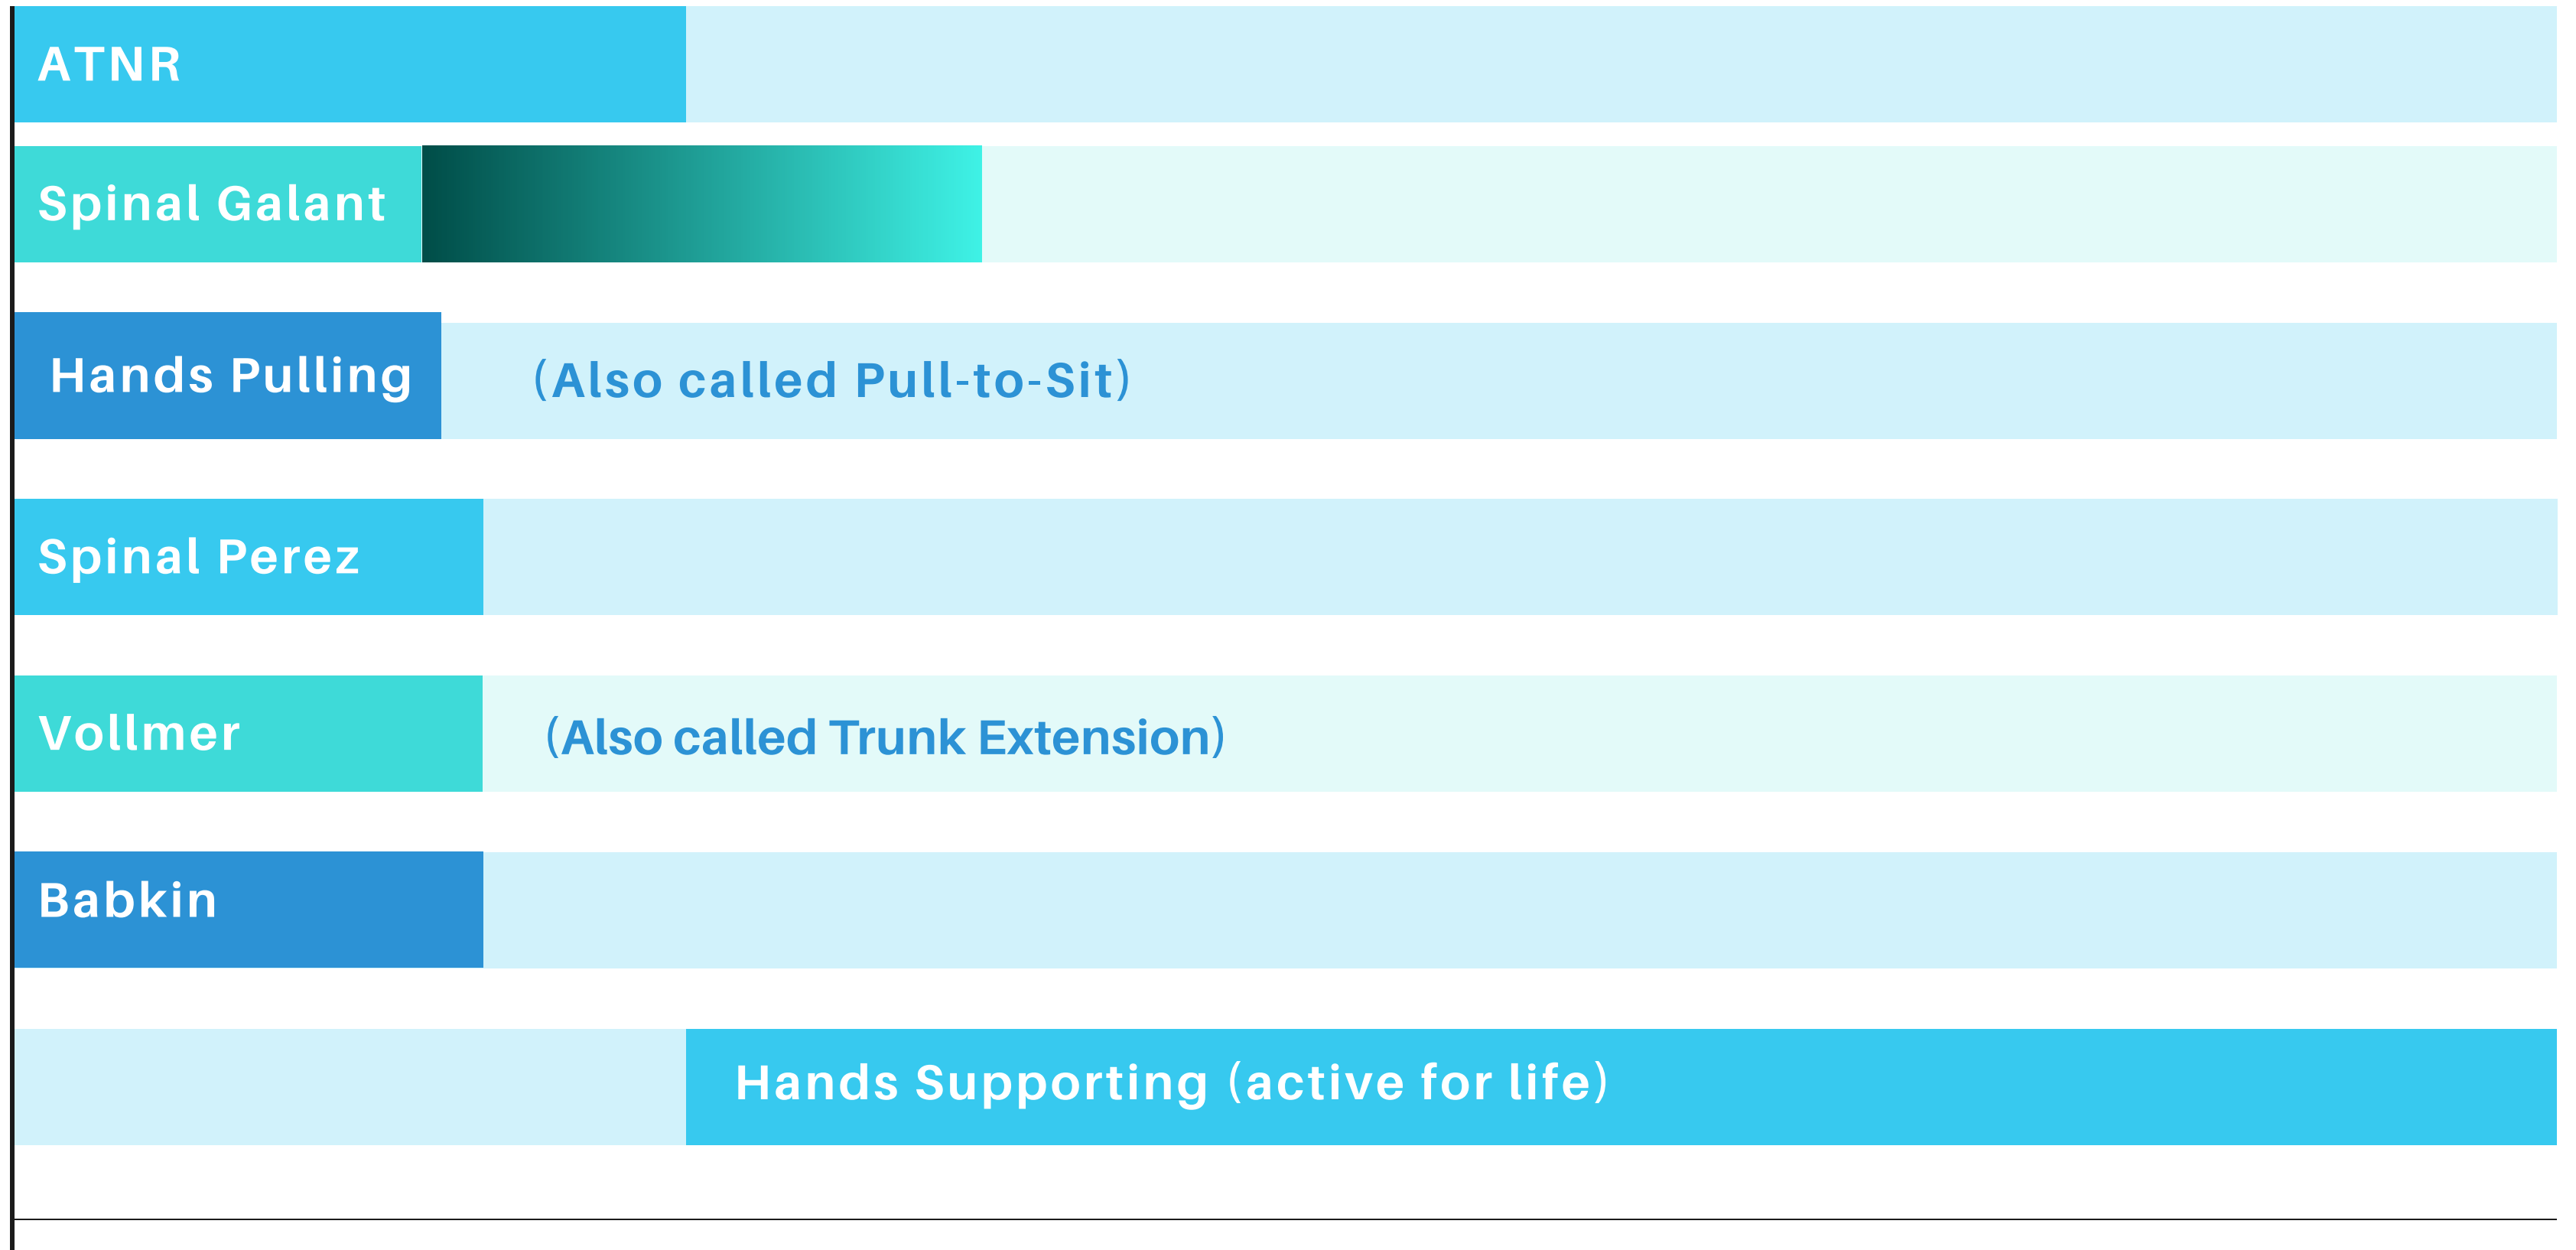 ATNR
Spinal Galant
Hands Pulling (Also called Pull-to-Sit)
Spinal Perez
Vollmer (Also called Trunk Extension)
Babkin
Hands Supporting (active for life)